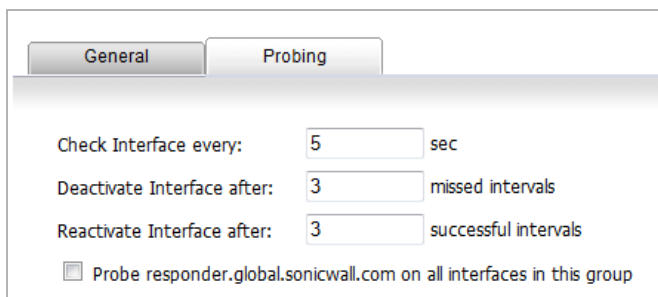 General Probing
Check Interface every: 5 sec
Deactivate Interface after: 3 missed intervals
Reactivate Interface after: 3 successful intervals
Probe responder.global.sonicwall.com on all interfaces in this group